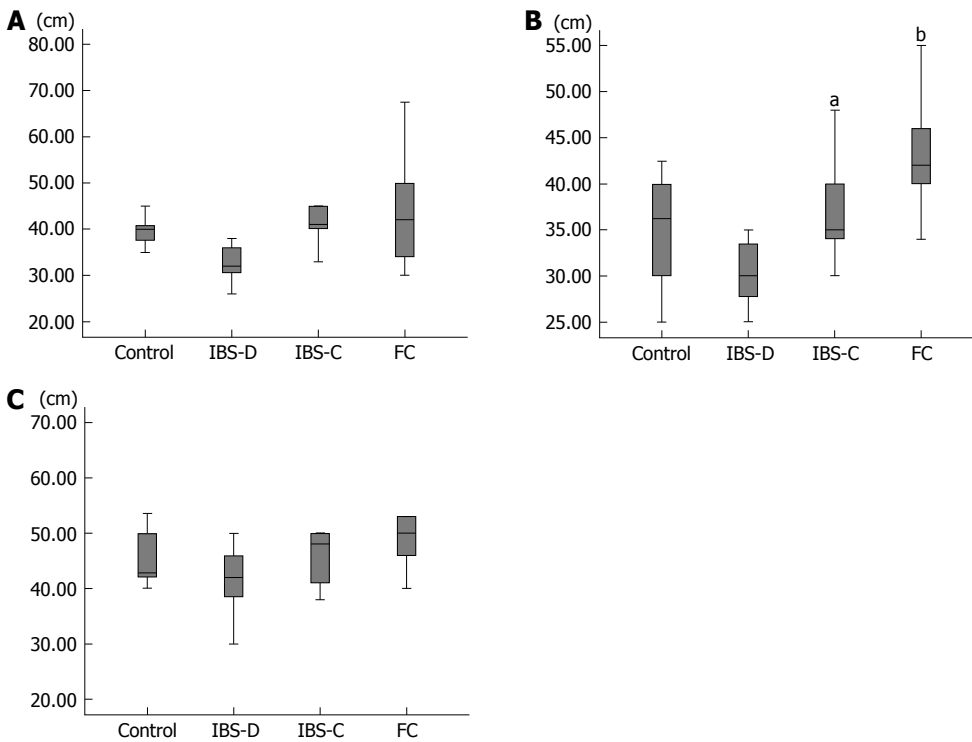 A (cm)
80.00
70.00
60.00
50.00
40.00
30.00
20.00
Control IBS-D IBS-C FC
B (cm)
55.00
50.00
45.00
40.00
35.00
30.00
25.00
a
b
Control IBS-D IBS-C FC
C (cm)
70.00
60.00
50.00
40.00
30.00
20.00
Control IBS-D IBS-C FC